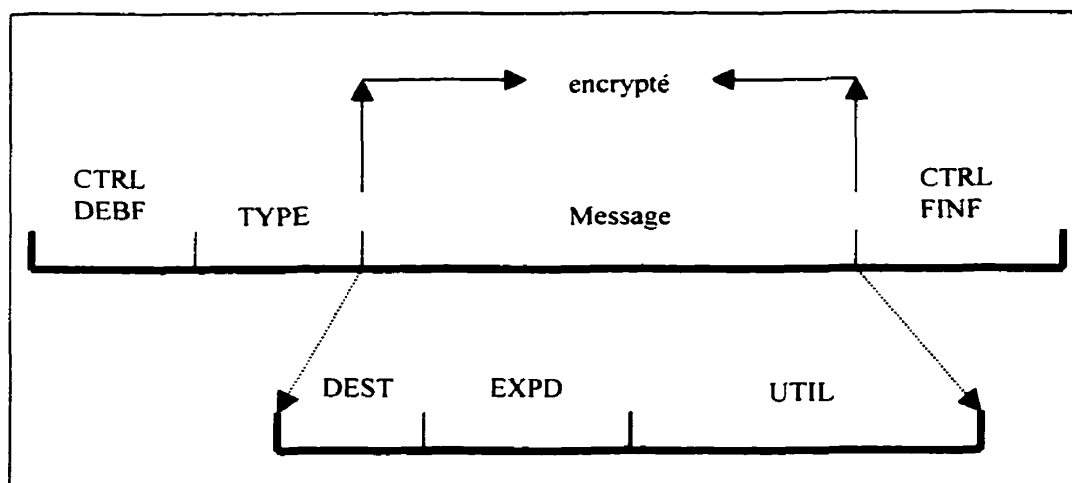 encrypté
CTRL
DEBF
TYPE
Message
CTRL
FINF
DEST
EXPD
UTIL